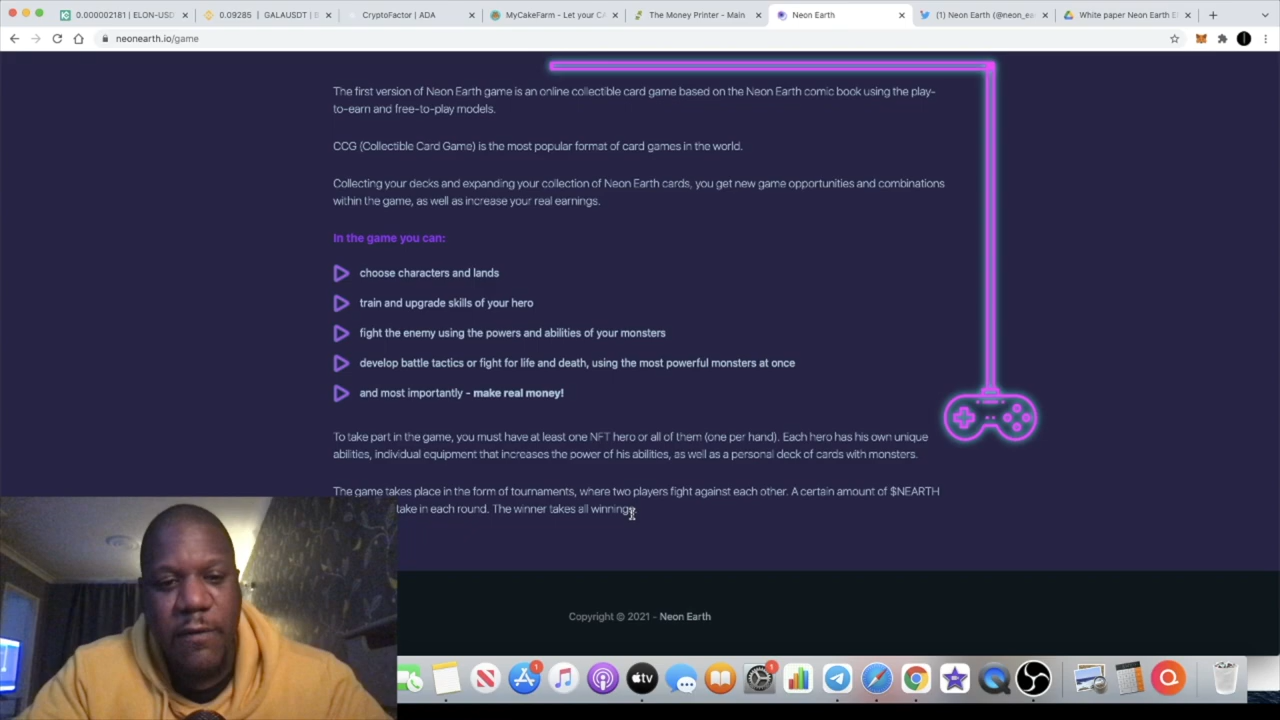 0.000002181 | ELON-USD
0.09285 | GALAUSDT |
CryptoFactor | ADA
MyCakeFarm - Let your CA
The Money Printer - Main
Neon Earth
(1) Neon Earth (@neon_ea
White paper Neon Earth E
neonearth.io/game
The first version of Neon Earth game is an online collectible card game based on the Neon Earth comic book using the play-
to-earn and free-to-play models.
CCG (Collectible Card Game) is the most popular format of card games in the world.
Collecting your decks and expanding your collection of Neon Earth cards, you get new game opportunities and combinations
within the game, as well as increase your real earnings.
In the game you can:
choose characters and lands
train and upgrade skills of your hero
fight the enemy using the powers and abilities of your monsters
develop battle tactics or fight for life and death, using the most powerful monsters at once
and most importantly - make real money!
To take part in the game, you must have at least one NFT hero or all of them (one per hand). Each hero has his own unique
abilities, individual equipment that increases the power of his abilities, as well as a personal deck of cards with monsters.
The game takes place in the form of tournaments, where two players fight against each other. A certain amount of $NEARTH
take in each round. The winner takes all winnings.
Copyright © 2021 - Neon Earth
1
1
tv